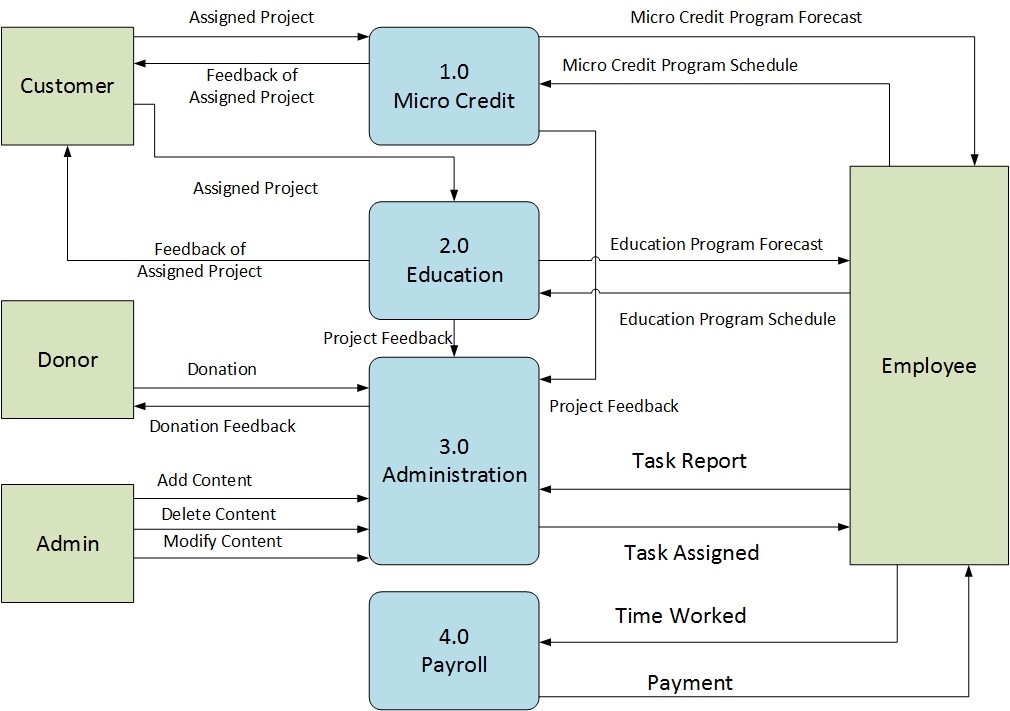 Assigned Project
Micro Credit Program Forecast
Customer
Feedback of
Assigned Project
1.0
Micro Credit
Micro Credit Program Schedule
Assigned Project
2.0
Education
Feedback of
Assigned Project
Education Program Forecast
Education Program Schedule
Project Feedback
Employee
Donor
Donation
Donation Feedback
Project Feedback
3.0
Administration
Task Report
Add Content
Delete Content
Modify Content
Admin
Task Assigned
4.0
Payroll
Time Worked
Payment